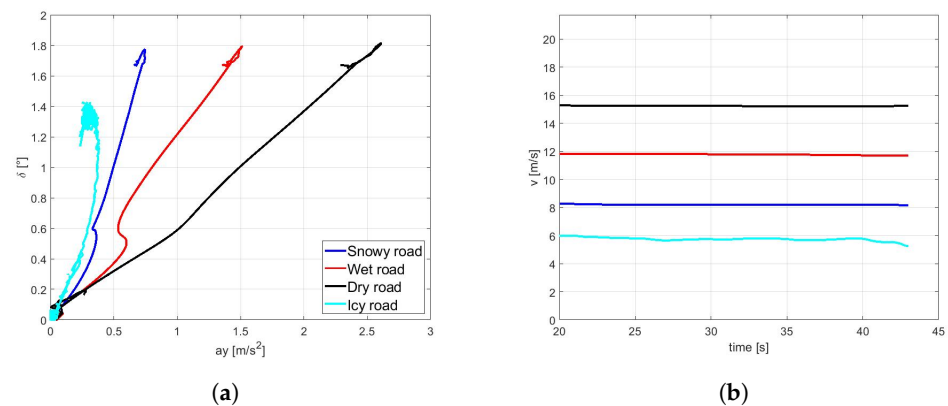 2
1.8
1.6
1.4
1.2
1
0.8
0.6
0.4
0.2
0
δ [°]
0 0.5 1 1.5 2 2.5 3
ay [m/s²]
Snowy road
Wet road
Dry road
Icy road
(a)
20
18
16
14
12
10
8
6
4
2
0
v [m/s]
20 25 30 35 40 45
time [s]
(b)